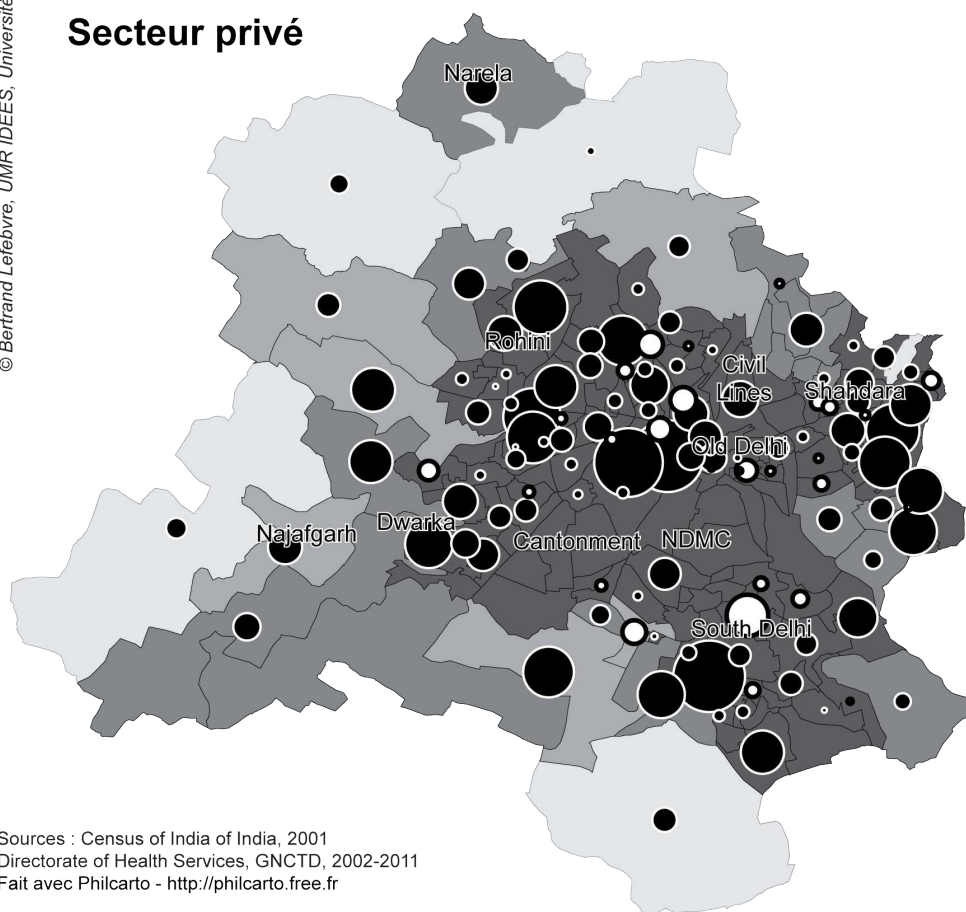 Secteur privé
© Bertrand Lefebvre, UMR IDEES, Université
Narela
Rohini
Civil
Lines
Shahdara
Old Delhi
Najafgarh
Dwarka
Cantonment
NDMC
South Delhi
Sources : Census of India of India, 2001
Directorate of Health Services, GNCTD, 2002-2011
Fait avec Philcarto - http://philcarto.free.fr